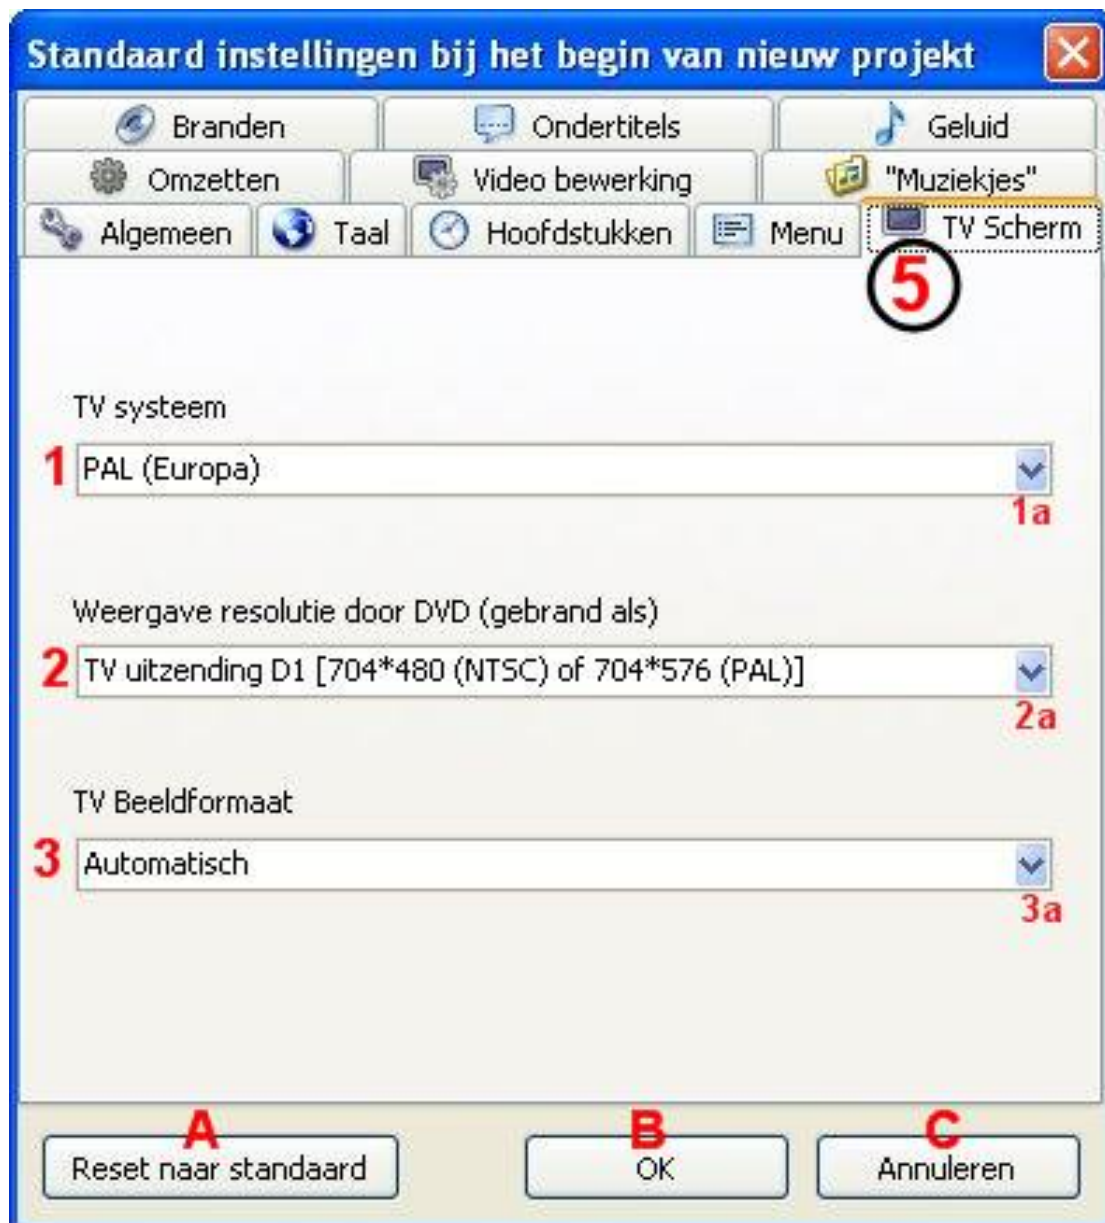 Standaard instellingen bij het begin van nieuw projekt
Branden Ondertitels Geluid
Omzetten Video bewerking "Muziekjes"
Algemeen Taal Hoofdstukken Menu TV Scherm
5
TV systeem
1 PAL (Europa)
1a
Weergave resolutie door DVD (gebrand als)
2 TV uitzending D1 [704*480 (NTSC) of 704*576 (PAL)]
2a
TV Beeldformaat
3 Automatisch
3a
A B C
Reset naar standaard OK Annuleren